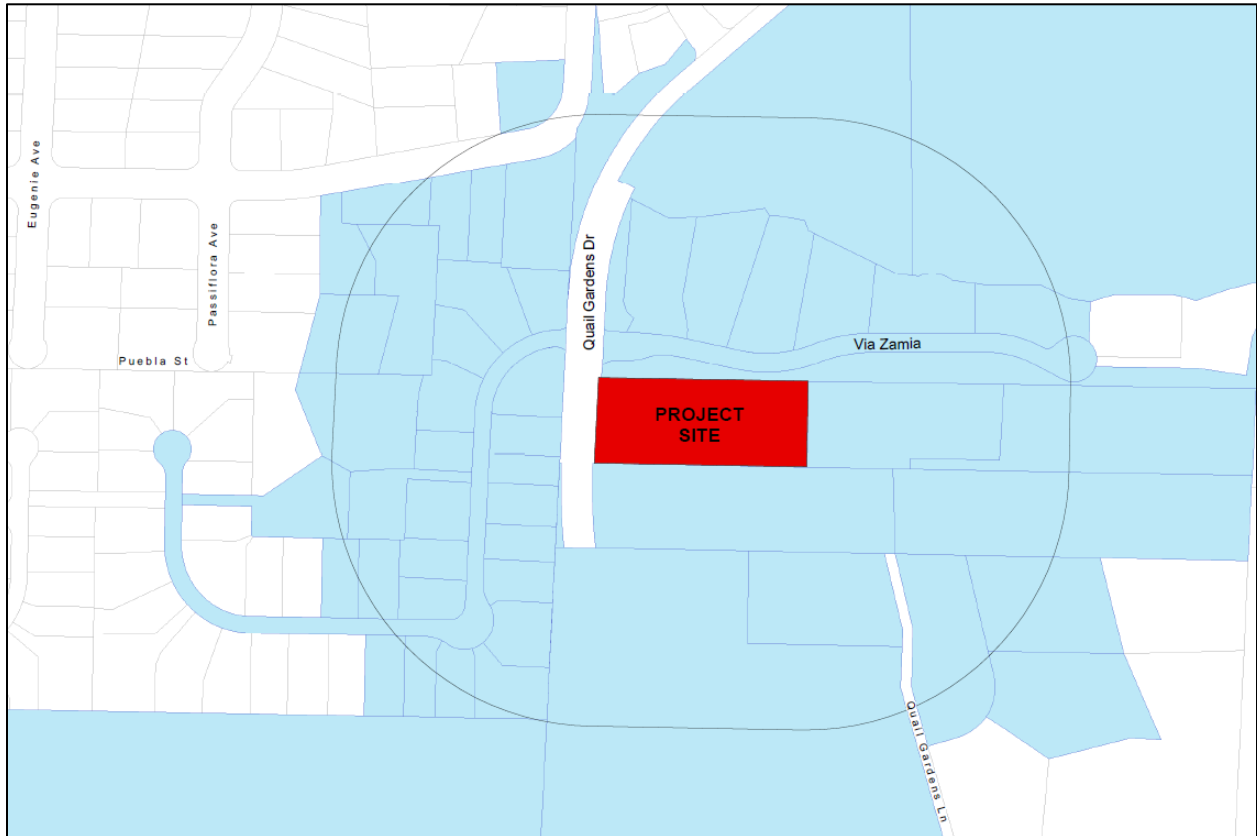 Eugenie Ave
Passiflora Ave
Quail Gardens Dr
Via Zamia
Puebla St
PROJECT
SITE
Quail Gardens Ln